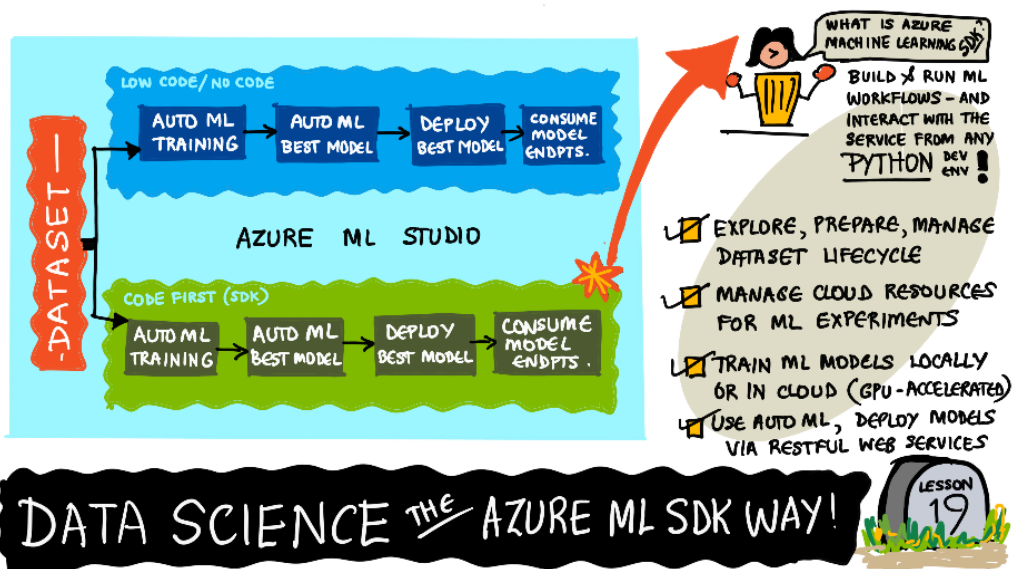 LOW CODE/NO CODE
AUTO ML
TRAINING
AUTO ML
BEST MODEL
DEPLOY
BEST MODEL
CONSUME
MODEL
ENDPTS.
-DATASET-
AZURE ML STUDIO
CODE FIRST (SDK)
AUTO ML
TRAINING
AUTO ML
BEST MODEL
DEPLOY
BEST MODEL
CONSUME
MODEL
ENDPTS.
WHAT IS AZURE
MACHINE LEARNING SDK?
BUILD & RUN ML
WORKFLOWS - AND
INTERACT WITH THE
SERVICE FROM ANY
PYTHON DEV ENV!
EXPLORE, PREPARE, MANAGE
DATASET LIFECYCLE
MANAGE CLOUD RESOURCES
FOR ML EXPERIMENTS
TRAIN ML MODELS LOCALLY
OR IN CLOUD (GPU-ACCELERATED)
USE AUTO ML, DEPLOY MODELS
VIA RESTFUL WEB SERVICES
DATA SCIENCE THE AZURE ML SDK WAY!
LESSON
19